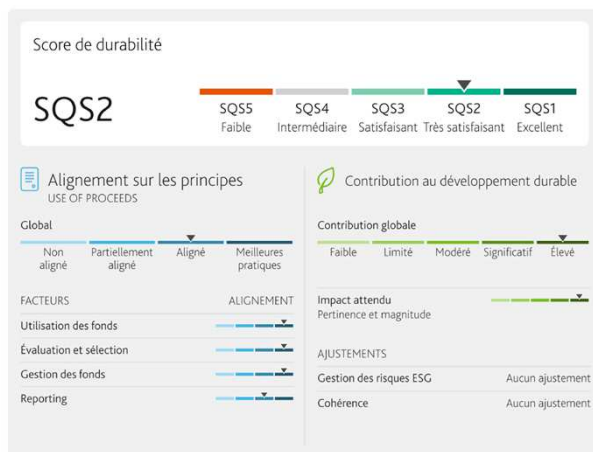 Score de durabilité
SQS2
SQS5 SQS4 SQS3 SQS2 SQS1
Faible Intermédiaire Satisfaisant Très satisfaisant Excellent
Alignement sur les principes
USE OF PROCEEDS
Global
Non aligné
Partiellement aligné
Aligné
Meilleures pratiques
FACTEURS ALIGNEMENT
Utilisation des fonds
Évaluation et sélection
Gestion des fonds
Reporting
Contribution au développement durable
Contribution globale
Faible Limité Modéré Significatif Élevé
Impact attendu
Pertinence et magnitude
AJUSTEMENTS
Gestion des risques ESG Aucun ajustement
Cohérence Aucun ajustement